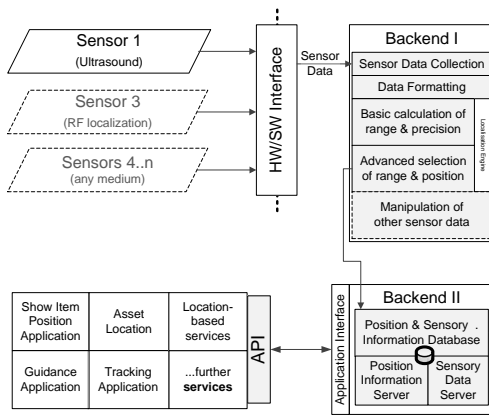 Sensor 1
(Ultrasound)
Sensor 3
(RF localization)
Sensors 4..n
(any medium)
HW/SW Interface
Sensor
Data
Backend I
Sensor Data Collection
Data Formatting
Basic calculation of
range & precision
Advanced selection
of range & position
Localisation Engine
Manipulation of
other sensor data
Show Item
Position
Application
Asset
Location
Location-
based
services
Guidance
Application
Tracking
Application
...further
services
API
Application Interface
Backend II
Position & Sensory .
Information Database
Position
Information
Server
Sensory
Data
Server